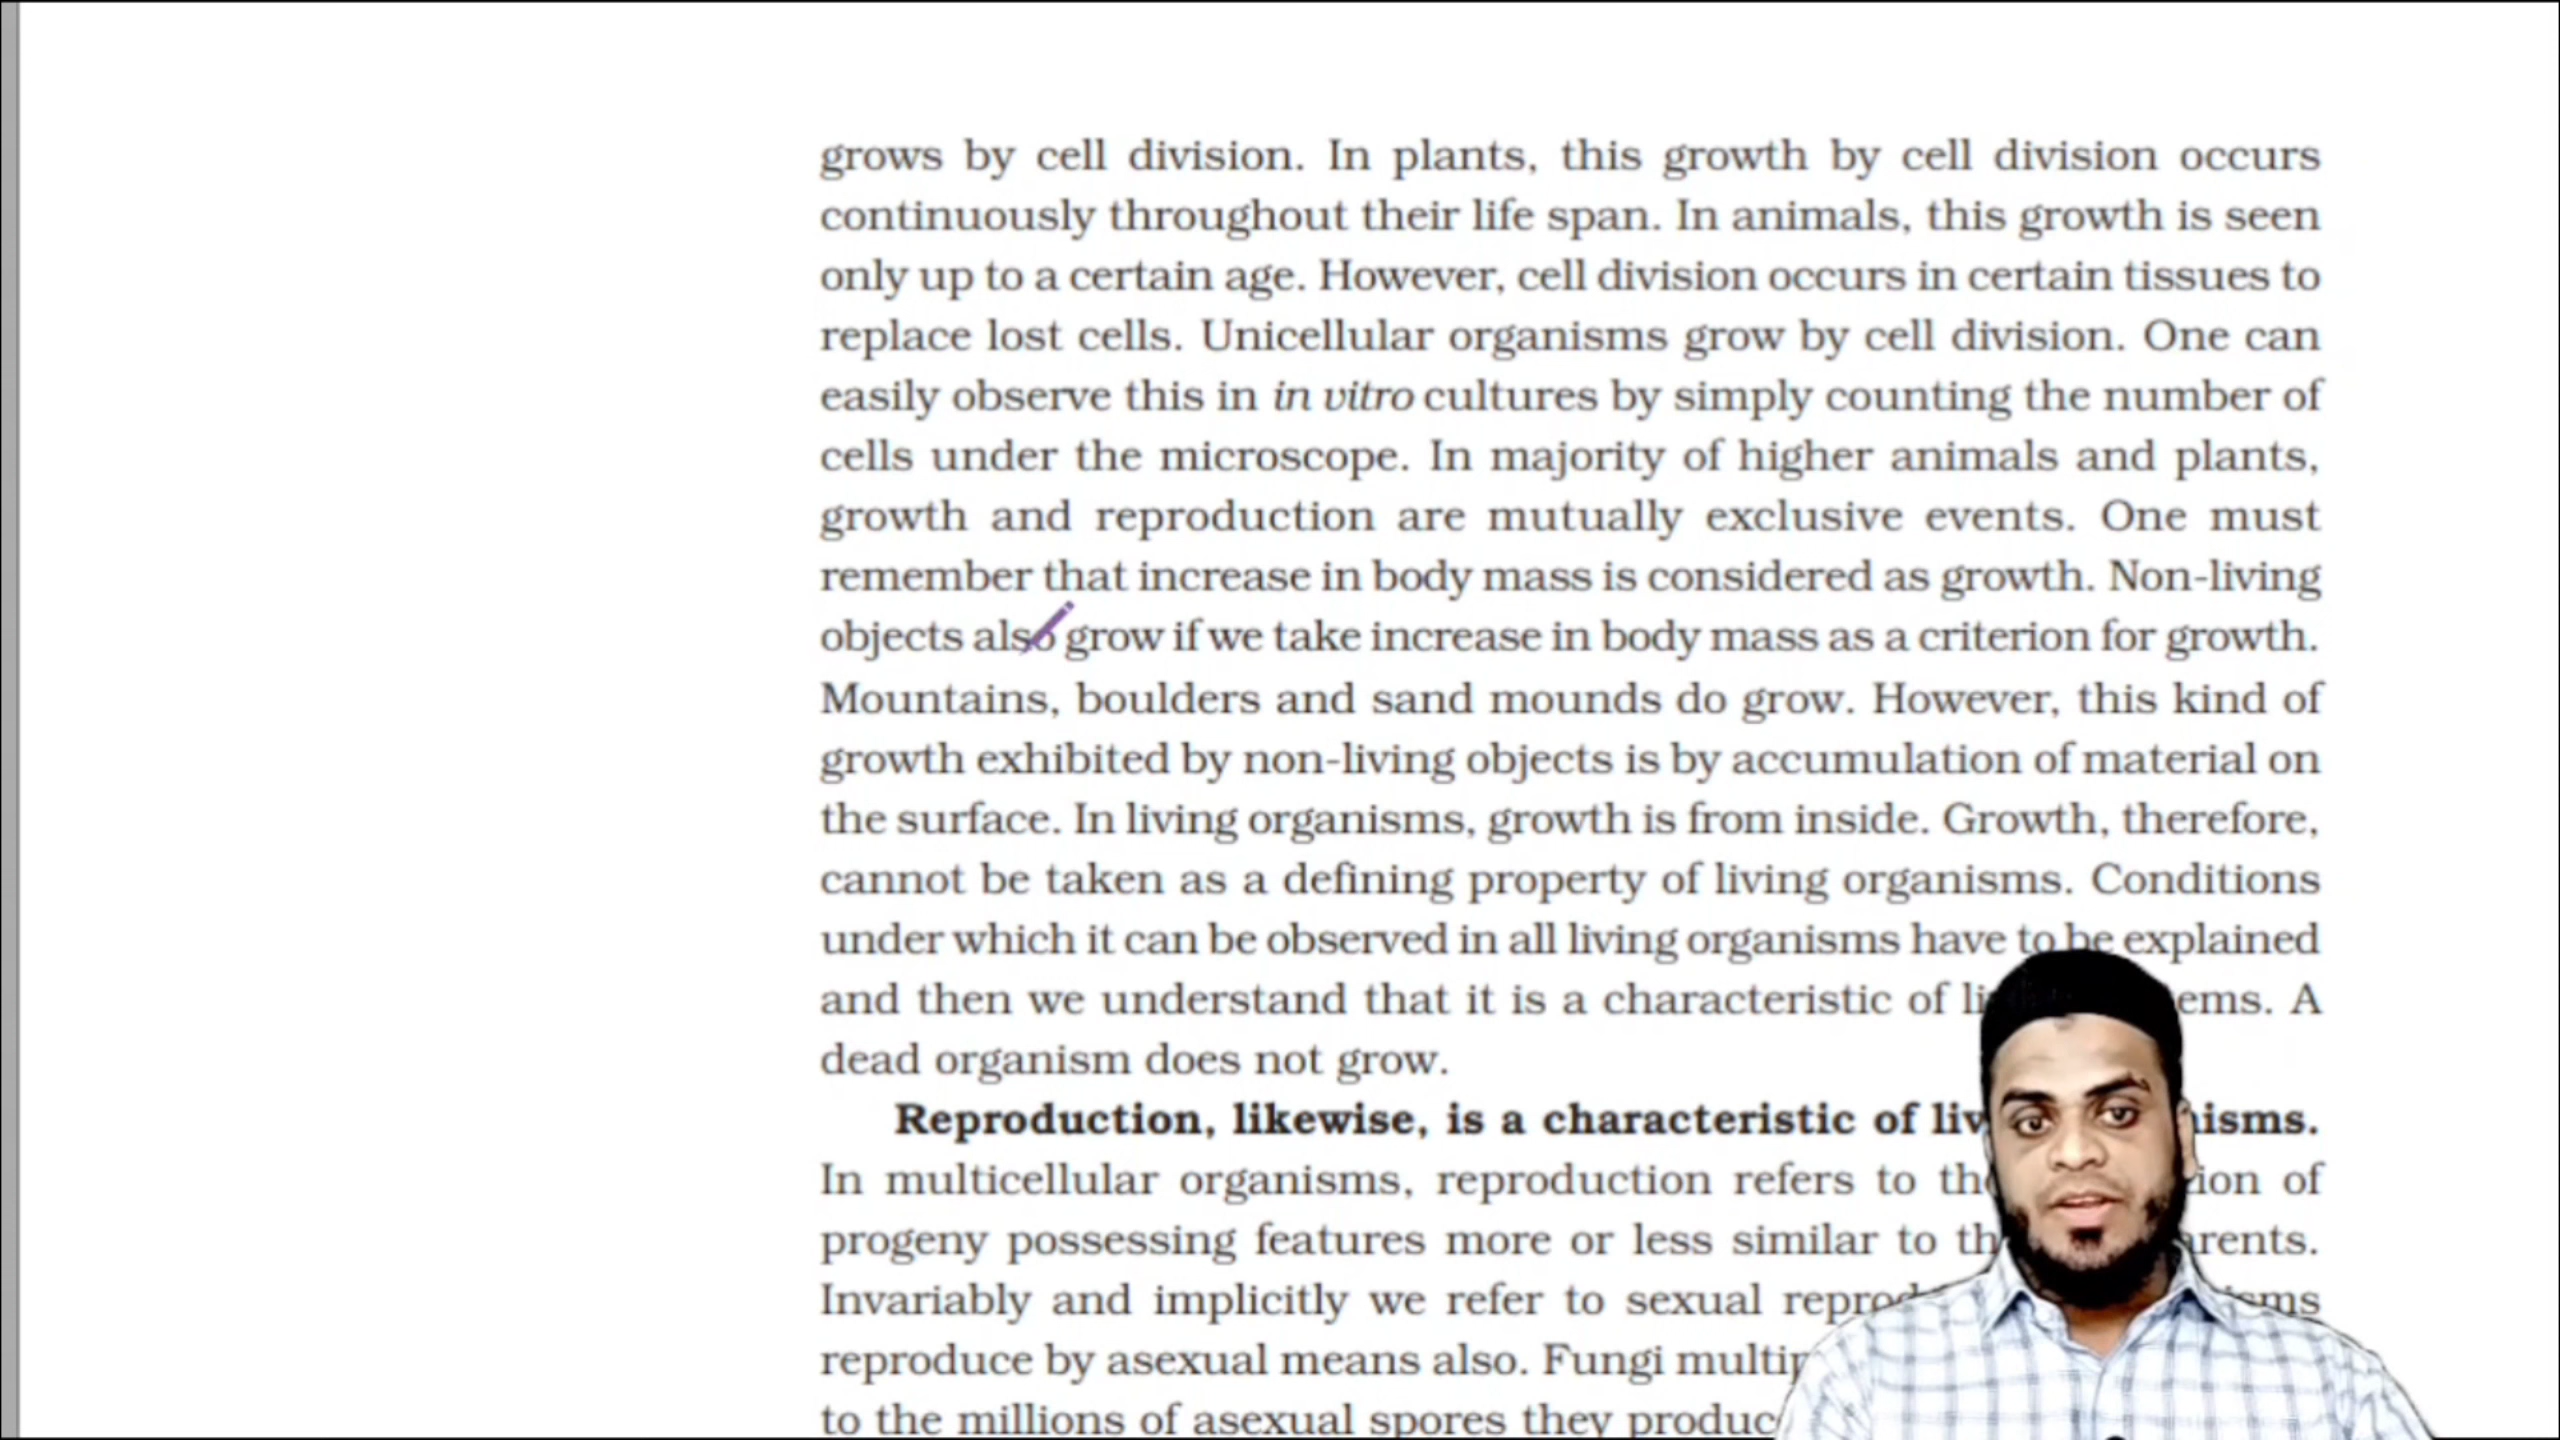 grows by cell division. In plants, this growth by cell division occurs
continuously throughout their life span. In animals, this growth is seen
only up to a certain age. However, cell division occurs in certain tissues to
replace lost cells. Unicellular organisms grow by cell division. One can
easily observe this in in vitro cultures by simply counting the number of
cells under the microscope. In majority of higher animals and plants,
growth and reproduction are mutually exclusive events. One must
remember that increase in body mass is considered as growth. Non-living
objects also grow if we take increase in body mass as a criterion for growth.
Mountains, boulders and sand mounds do grow. However, this kind of
growth exhibited by non-living objects is by accumulation of material on
the surface. In living organisms, growth is from inside. Growth, therefore,
cannot be taken as a defining property of living organisms. Conditions
under which it can be observed in all living organisms have to be explained
and then we understand that it is a characteristic of A
dead organism does not grow.
Reproduction, likewise, is a characteristic of
In multicellular organisms, reproduction refers to of
progeny possessing features more or less similar to
Invariably and implicitly we refer to sexual
reproduce by asexual means also. Fungi
to the millions of asexual spores they